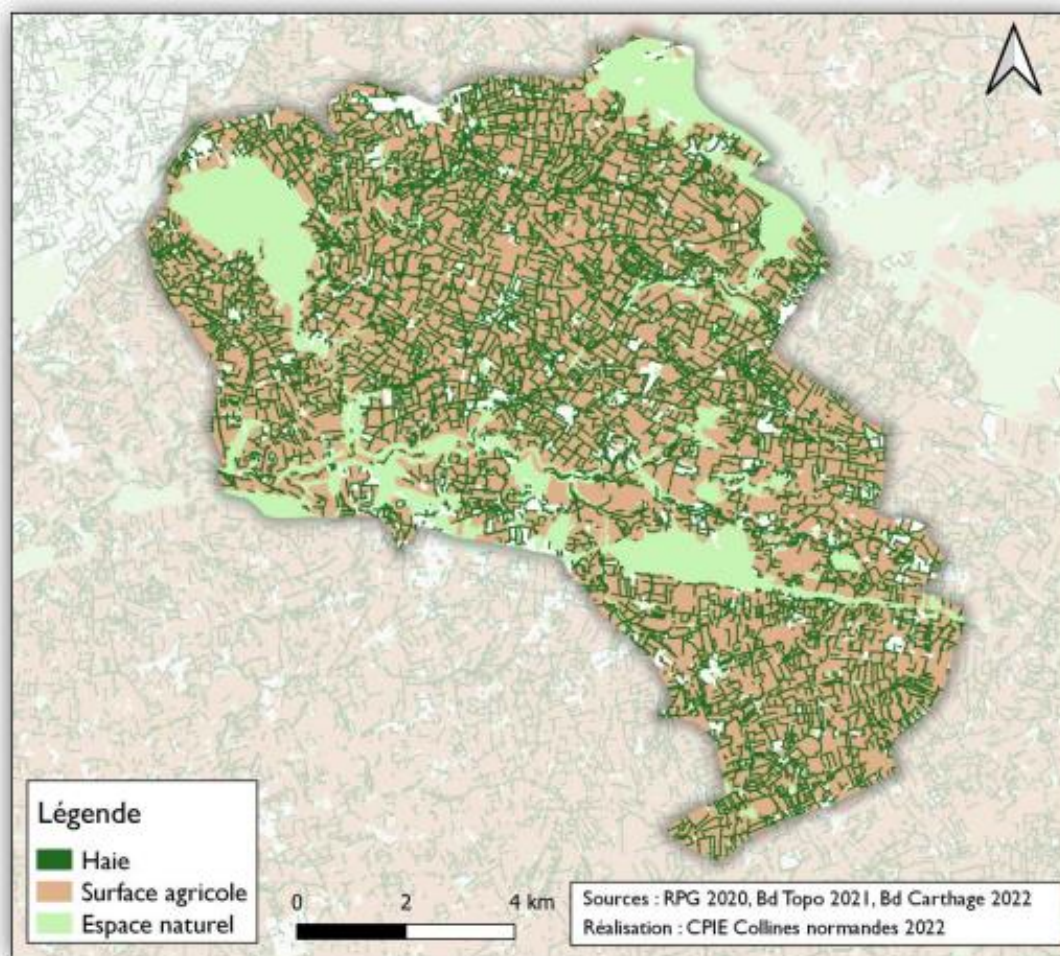 Légende
Haie
Surface agricole
Espace naturel
0 2 4 km
Sources : RPG 2020, Bd Topo 2021, Bd Carthage 2022
Réalisation : CPIE Collines normandes 2022